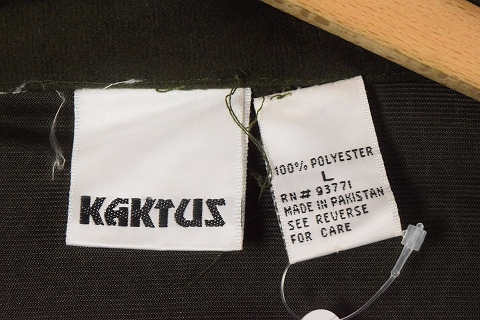 KAKTUS
100% POLYESTER
L
RN# 93771
MADE IN PAKISTAN
SEE REVERSE
FOR CARE